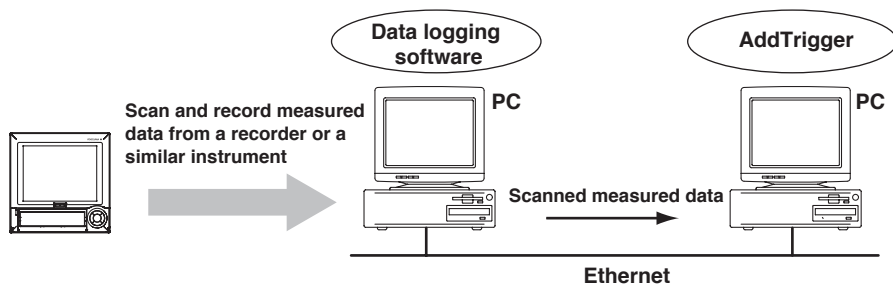 Data logging
software
AddTrigger
PC
PC
Scan and record measured
data from a recorder or a
similar instrument
Scanned measured data
Ethernet